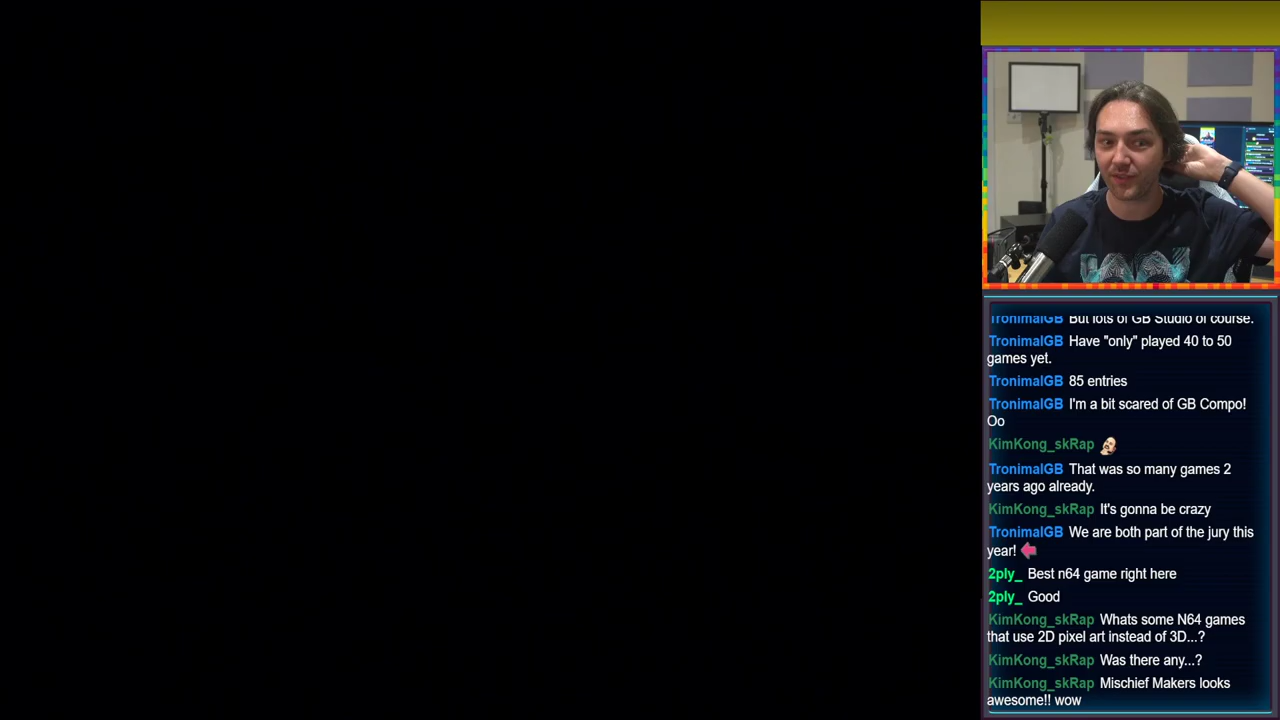 TronimalGB But lots of GB Studio of course.
TronimalGB Have "only" played 40 to 50
games yet.
TronimalGB 85 entries
TronimalGB I'm a bit scared of GB Compo!
Oo
KimKong_skRap
TronimalGB That was so many games 2
years ago already.
KimKong_skRap It's gonna be crazy
TronimalGB We are both part of the jury this
year!
2ply_ Best n64 game right here
2ply_ Good
KimKong_skRap Whats some N64 games
that use 2D pixel art instead of 3D...?
KimKong_skRap Was there any...?
KimKong_skRap Mischief Makers looks
awesome!! wow